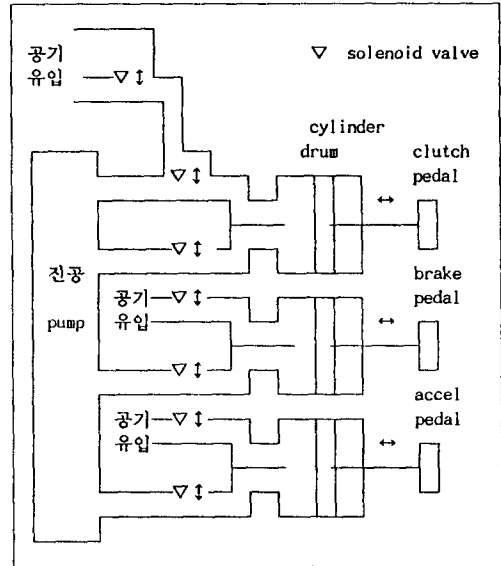 공기
유입
▽ solenoid valve
cylinder
drum
clutch
pedal
진공
pump
공기
유입
brake
pedal
공기
유입
accel
pedal